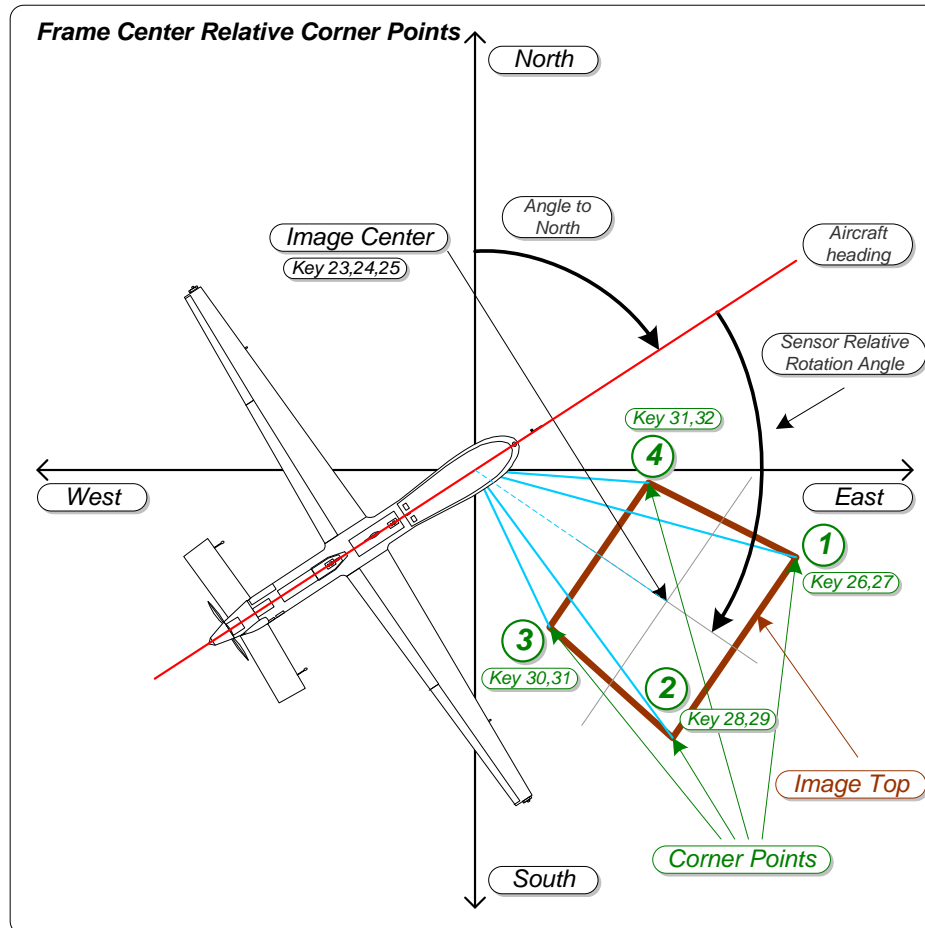 Frame Center Relative Corner Points
North
Angle to
North
Image Center
Key 23,24,25
Aircraft
heading
Sensor Relative
Rotation Angle
Key 31,32
4
West
East
1
Key 26,27
3
Key 30,31
2
Key 28,29
Image Top
Corner Points
South